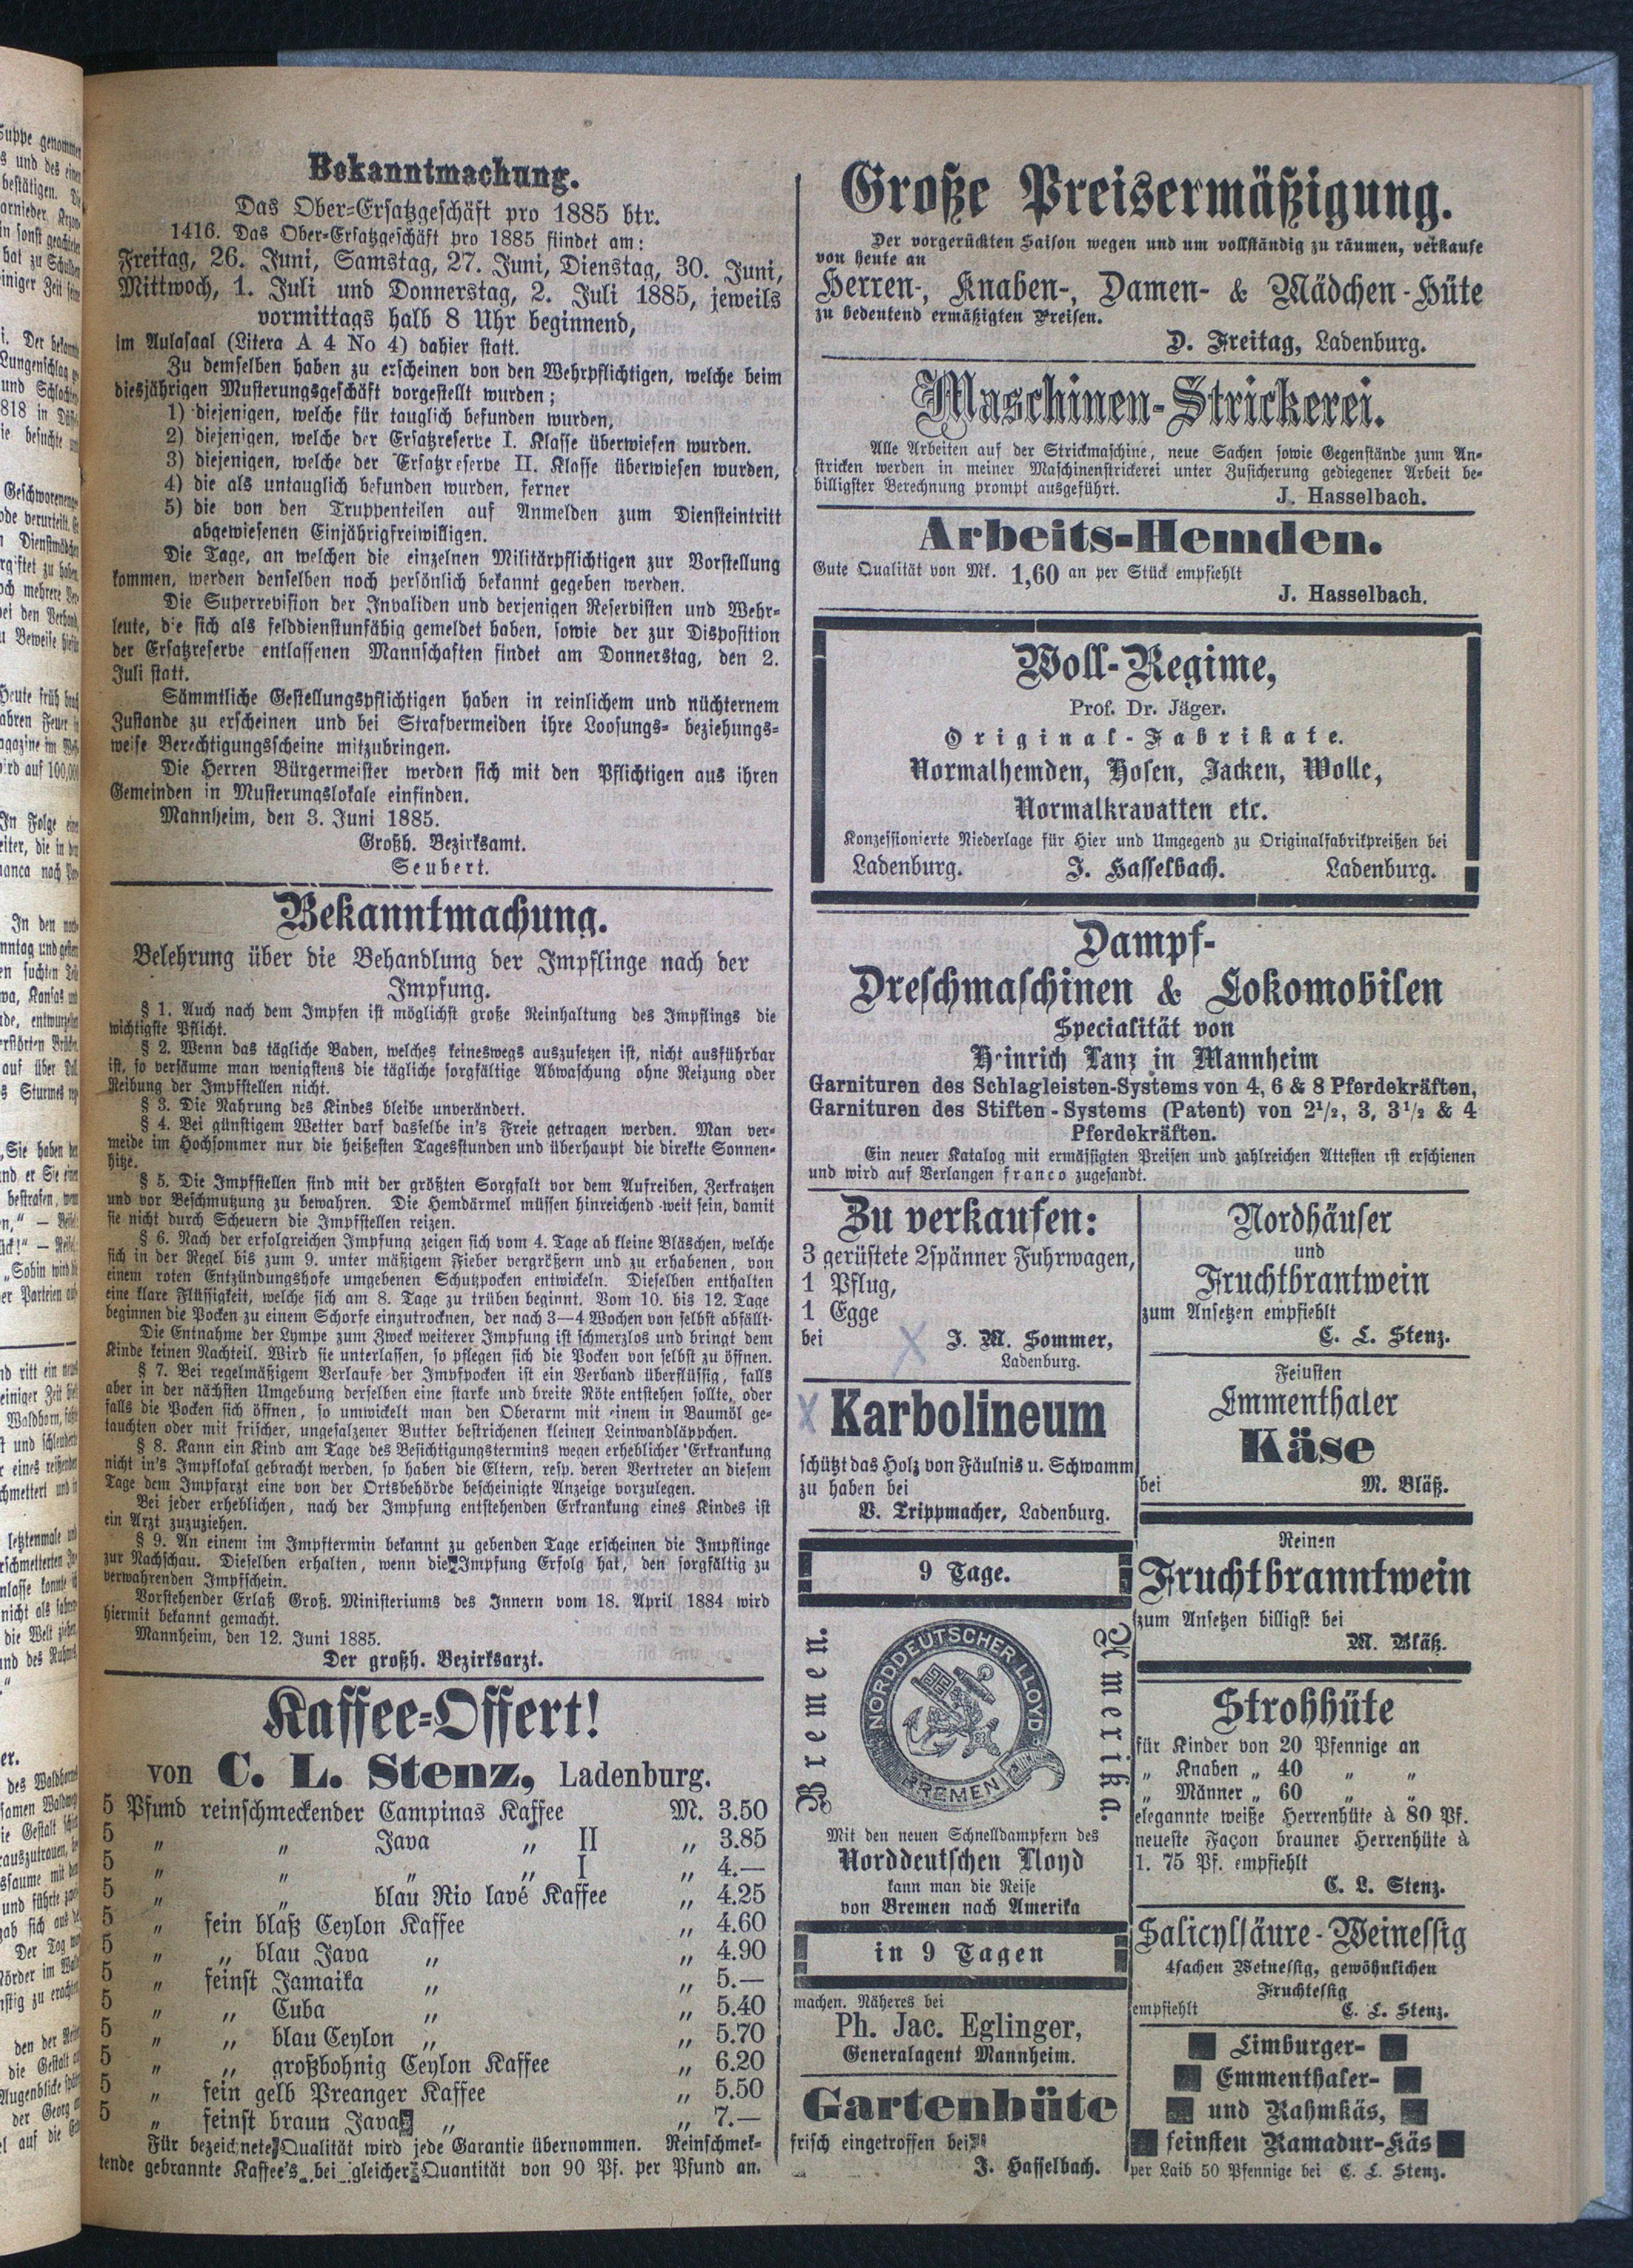 Bekanntmachung.
Das Ober-Ersatzgeschäft pro 1885 btr.
1416. Das Ober-Ersatzgeschäft pro 1885 findet am:
Freitag, 26. Juni, Samstag, 27. Juni, Dienstag, 30. Juni,
Mittwoch, 1. Juli und Donnerstag, 2. Juli 1885, jeweils
vormittags halb 8 Uhr beginnend,
im Aulasaal (Litera A 4 No 4) dahier statt.
Zu demselben haben zu erscheinen von den Wehrpflichtigen, welche beim
diesjährigen Musterungsgeschäft vorgestellt wurden;
1) diejenigen, welche für tauglich befunden wurden,
2) diejenigen, welche der Ersatzreserve I. Klasse überwiesen wurden.
3) diejenigen, welche der Ersatzreserve II. Klasse überwiesen wurden,
4) die als untauglich befunden wurden, ferner
5) die von den Truppenteilen auf Anmelden zum Diensteintritt
abgewiesenen Einjährigfreiwilligen.
Die Tage, an welchen die einzelnen Militärpflichtigen zur Vorstellung
kommen, werden denselben noch persönlich bekannt gegeben werden.
Die Superrevision der Invaliden und derjenigen Reservisten und Wehr-
leute, die sich als felddienstunfähig gemeldet haben, sowie der zur Disposition
der Ersatzreserve entlassenen Mannschaften findet am Donnerstag, den 2.
Juli statt.
Sämmtliche Gestellungspflichtigen haben in reinlichem und nüchternem
Zustande zu erscheinen und bei Strafvermeiden ihre Loosungs- beziehungs-
weise Berechtigungsscheine mitzubringen.
Die Herren Bürgermeister werden sich mit den Pflichtigen aus ihren
Gemeinden in Musterungslokale einfinden.
Mannheim, den 3. Juni 1885.
Großh. Bezirksamt.
Seubert.
Bekanntmachung.
Belehrung über die Behandlung der Impflinge nach der
Impfung.
§ 1. Auch nach dem Impfen ist möglichst große Reinhaltung des Impflings die
wichtigste Pflicht.
§ 2. Wenn das tägliche Baden, welches keineswegs auszusetzen ist, nicht ausführbar
ist, so versäume man wenigstens die tägliche sorgfältige Abwaschung ohne Reizung oder
Reibung der Impfstellen nicht.
§ 3. Die Nahrung des Kindes bleibe unverändert.
§ 4. Bei günstigem Wetter darf dasselbe in's Freie getragen werden. Man ver-
meide im Hochsommer nur die heißesten Tagesstunden und überhaupt die direkte Sonnen-
hitze.
§ 5. Die Impfstellen sind mit der größten Sorgfalt vor dem Aufreiben, Zerkratzen
und vor Beschmutzung zu bewahren. Die Hemdärmel müssen hinreichend weit sein, damit
sie nicht durch Scheuern die Impfstellen reizen.
§ 6. Nach der erfolgreichen Impfung zeigen sich vom 4. Tage ab kleine Bläschen, welche
sich in der Regel bis zum 9. unter mäßigem Fieber vergrößern und zu erhabenen, von
einem roten Entzündungshofe umgebenen Schutzpocken entwickeln. Dieselben enthalten
eine klare Flüssigkeit, welche sich am 8. Tage zu trüben beginnt. Vom 10. bis 12. Tage
beginnen die Pocken zu einem Schorfe einzutrocknen, der nach 3—4 Wochen von selbst abfällt.
Die Entnahme der Lympe zum Zweck weiterer Impfung ist schmerzlos und bringt dem
Kinde keinen Nachteil. Wird sie unterlassen, so pflegen sich die Pocken von selbst zu öffnen.
§ 7. Bei regelmäßigem Verlaufe der Impfpocken ist ein Verband überflüssig, falls
aber in der nächsten Umgebung derselben eine starke und breite Röte entstehen sollte, oder
falls die Pocken sich öffnen, so umwickelt man den Oberarm mit einem in Baumöl ge-
tauchten oder mit frischer, ungesalzener Butter bestrichenen kleinen Leinwandläppchen.
§ 8. Kann ein Kind am Tage des Besichtigungstermins wegen erheblicher Erkrankung
nicht in's Impflokal gebracht werden, so haben die Eltern, resp. deren Vertreter an diesem
Tage dem Impfarzt eine von der Ortsbehörde bescheinigte Anzeige vorzulegen.
Bei jeder erheblichen, nach der Impfung entstehenden Erkrankung eines Kindes ist
ein Arzt zuzuziehen.
§ 9. An einem im Impftermin bekannt zu gebenden Tage erscheinen die Impflinge
zur Nachschau. Dieselben erhalten, wenn die Impfung Erfolg hat, den sorgfältig zu
verwahrenden Impfschein.
Vorstehender Erlaß Groß. Ministeriums des Innern vom 18. April 1884 wird
hiermit bekannt gemacht.
Mannheim, den 12. Juni 1885.
Der großh. Bezirksarzt.
Kaffee-Offert!
von C. L. Stenz, Ladenburg.
5 Pfund reinschmeckender Campinas Kaffee M. 3.50
5 „ „ Java „ II „ 3.85
5 „ „ „ „ I „ 4.—
5 „ „ blau Rio lavé Kaffee „ 4.25
5 „ fein blaß Ceylon Kaffee „ 4.60
5 „ „ blau Java „ „ 4.90
5 „ feinst Jamaika „ „ 5.—
5 „ „ Cuba „ „ 5.40
5 „ „ blau Ceylon „ „ 5.70
5 „ „ großbohnig Ceylon Kaffee „ 6.20
5 „ fein gelb Preanger Kaffee „ 5.50
5 „ feinst braun Java „ „ 7.—
Für bezeichnete Qualität wird jede Garantie übernommen. Reinschmek-
kende gebrannte Kaffee's bei gleicher Quantität von 90 Pf. per Pfund an.
Große Preisermäßigung.
Der vorgerückten Saison wegen und um vollständig zu räumen, verkaufe
von heute an
Herren-, Knaben-, Damen- & Mädchen-Hüte
zu bedeutend ermäßigten Preisen.
D. Freitag, Ladenburg.
Maschinen-Strickerei.
Alle Arbeiten auf der Strickmaschine, neue Sachen sowie Gegenstände zum An-
stricken werden in meiner Maschinenstrickerei unter Zusicherung gediegener Arbeit be-
billigster Berechnung prompt ausgeführt.
J. Hasselbach.
Arbeits-Hemden.
Gute Qualität von Mk. 1,60 an per Stück empfiehlt
J. Hasselbach.
Woll-Regime,
Prof. Dr. Jäger.
Original-Fabrikate.
Normalhemden, Hosen, Jacken, Wolle,
Normalkravatten etc.
Konzessionierte Niederlage für Hier und Umgegend zu Originalfabrikpreißen bei
Ladenburg. J. Hasselbach. Ladenburg.
Dampf-
Dreschmaschinen & Lokomobilen
Specialität von
Heinrich Lanz in Mannheim
Garnituren des Schlagleisten-Systems von 4, 6 & 8 Pferdekräften,
Garnituren des Stiften-Systems (Patent) von 2½, 3, 3½ & 4
Pferdekräften.
Ein neuer Katalog mit ermässigten Preisen und zahlreichen Attesten ist erschienen
und wird auf Verlangen franco zugesandt.
Zu verkaufen:
3 gerüstete 2spänner Fuhrwagen,
1 Pflug,
1 Egge
bei J. M. Sommer,
Ladenburg.
Karbolineum
schützt das Holz von Fäulnis u. Schwamm
zu haben bei
V. Trippmacher, Ladenburg.
9 Tage.
Bremen.
NORDDEUTSCHER LLOYD
BREMEN
Amerika.
Mit den neuen Schnelldampfern des
Norddeutschen Lloyd
kann man die Reise
von Bremen nach Amerika
in 9 Tagen
machen. Näheres bei
Ph. Jac. Eglinger,
Generalagent Mannheim.
Gartenhüte
frisch eingetroffen bei
J. Hasselbach.
Nordhäuser
und
Fruchtbrantwein
zum Ansetzen empfiehlt
C. L. Stenz.
Feiusten
Emmenthaler
Käse
bei M. Bläß.
Reinen
Fruchtbranntwein
zum Ansetzen billigst bei
M. Bläß.
Strohhüte
für Kinder von 20 Pfennige an
„ Knaben „ 40 „ „
„ Männer „ 60 „ „
elegannte weiße Herrenhüte à 80 Pf.
neueste Façon brauner Herrenhüte à
1. 75 Pf. empfiehlt
C. L. Stenz.
Salicylsäure-Weinessig
4fachen Weinessig, gewöhnlichen
Fruchtessig
empfiehlt C. L. Stenz.
Limburger-
Emmenthaler-
und Rahmkäs,
feinsten Ramadur-Käs
per Laib 50 Pfennige bei C. L. Stenz.